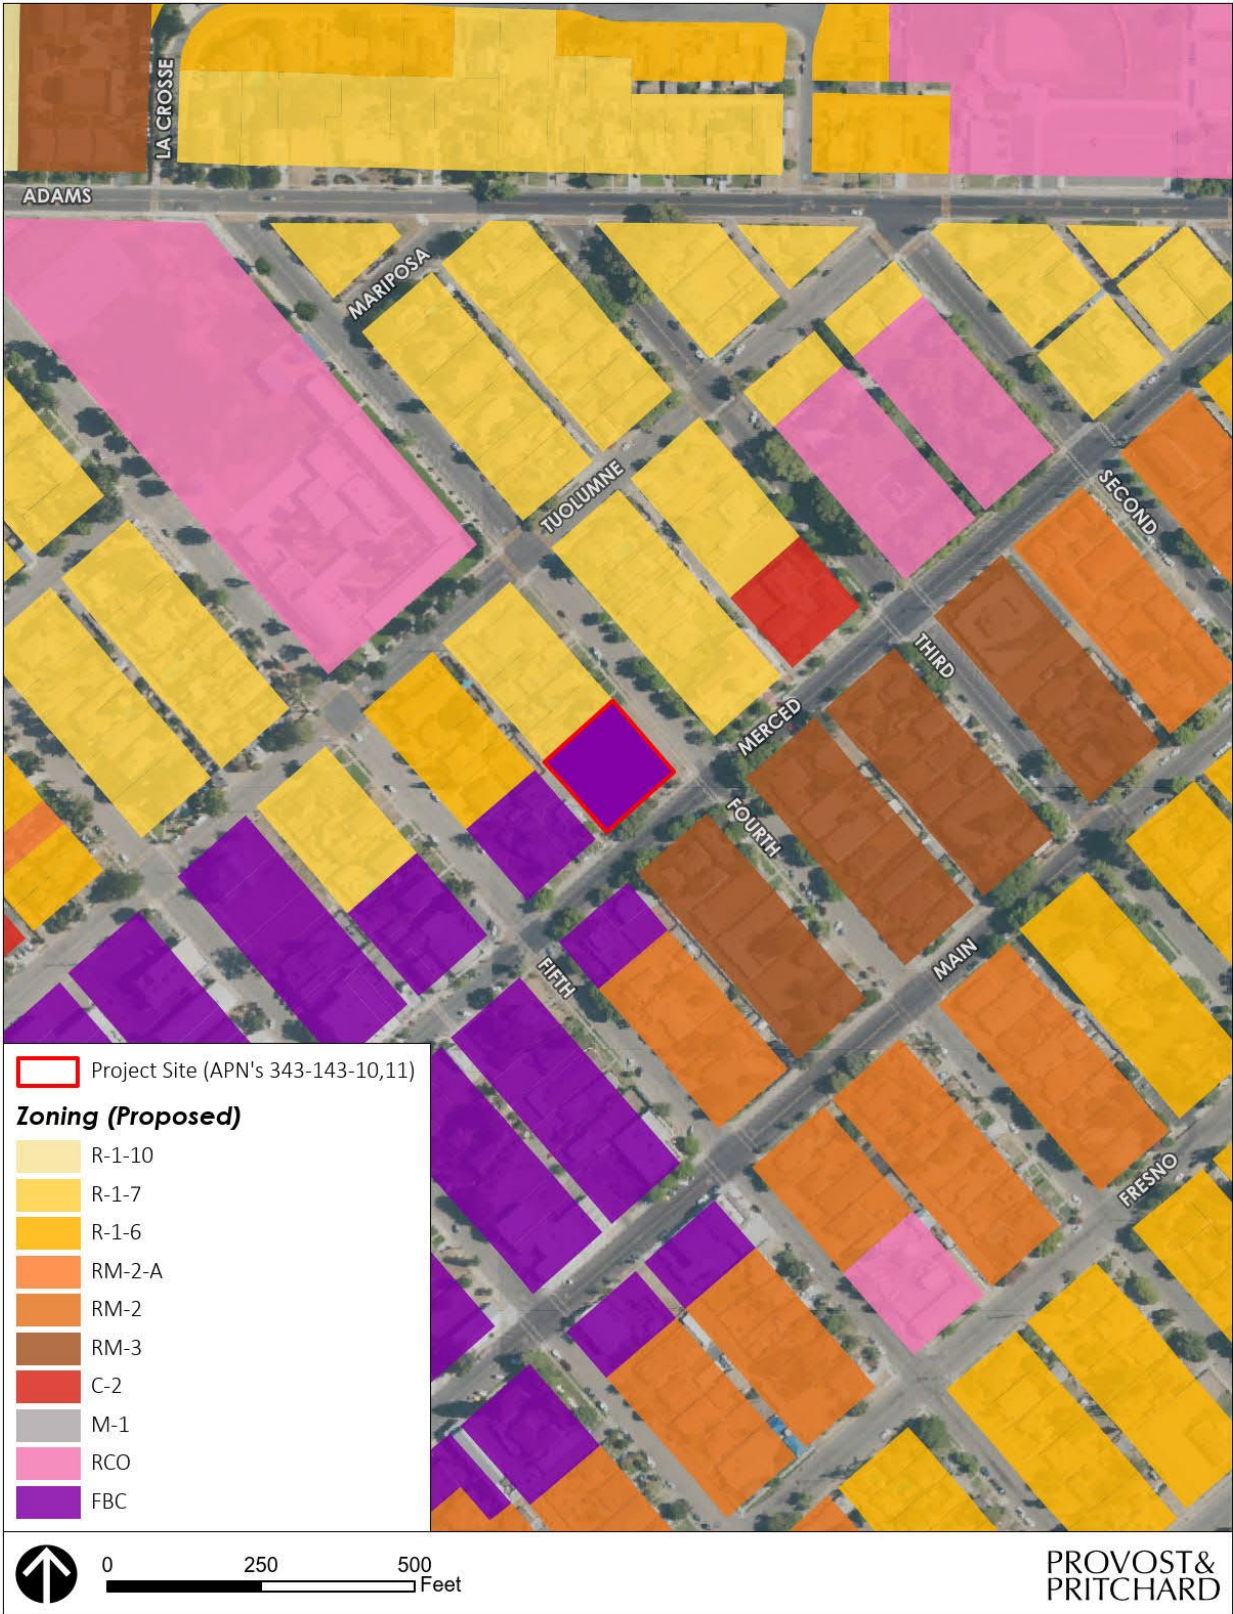 LA CROSSE
ADAMS
MARIPOSA
TUOLUMNE
SECOND
THIRD
MERCED
FOURTH
MAIN
FIFTH
FRESNO
Project Site (APN's 343-143-10,11)
Zoning (Proposed)
R-1-10
R-1-7
R-1-6
RM-2-A
RM-2
RM-3
C-2
M-1
RCO
FBC
0 250 500
Feet
PROVOST&
PRITCHARD